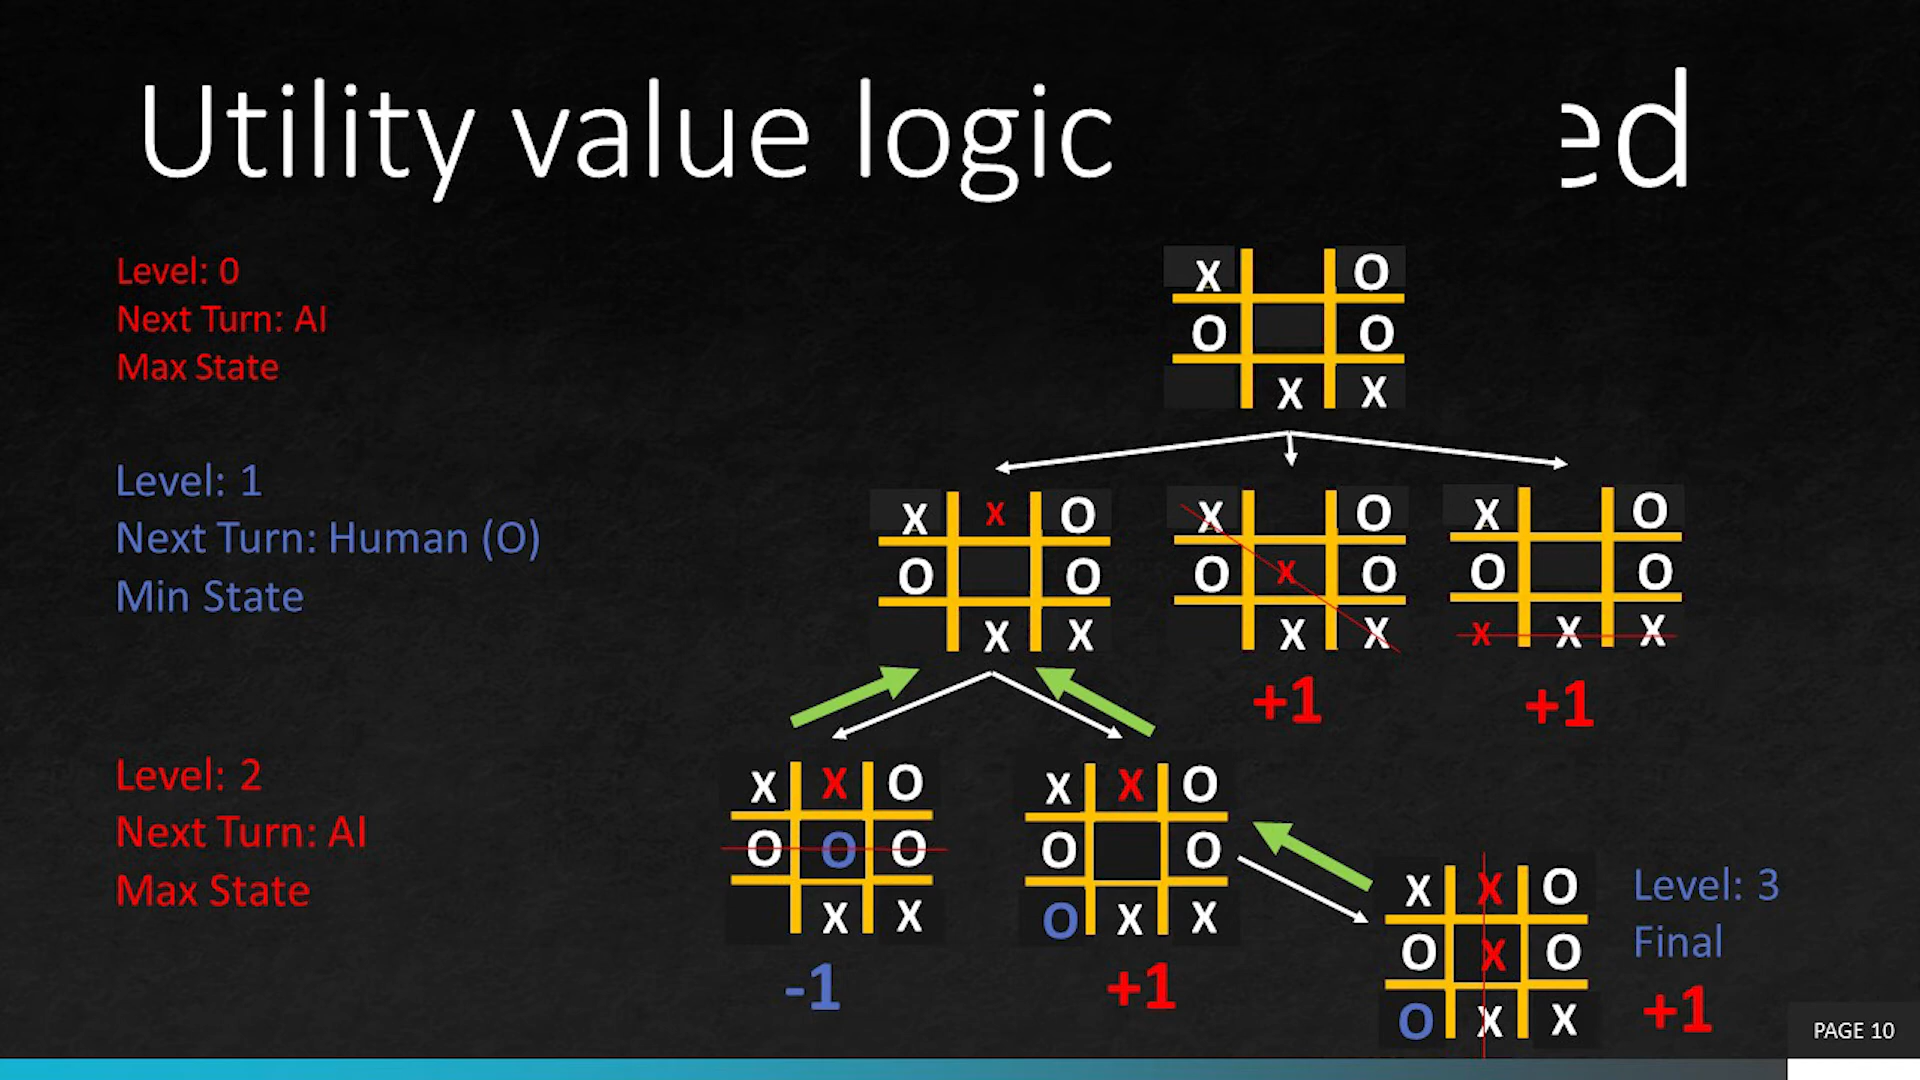 Utility value logic ed
Level: 0
Next Turn: AI
Max State
X O
O O
X X
Level: 1
Next Turn: Human (O)
Min State
X X O
O O
X X
X O
O X O
X X
X O
O O
X X X
+1
+1
Level: 2
Next Turn: AI
Max State
X X O
O O O
X X
-1
X X O
O O
O X X
+1
X X O
O X O
O X X
Level: 3
Final
+1
PAGE 10